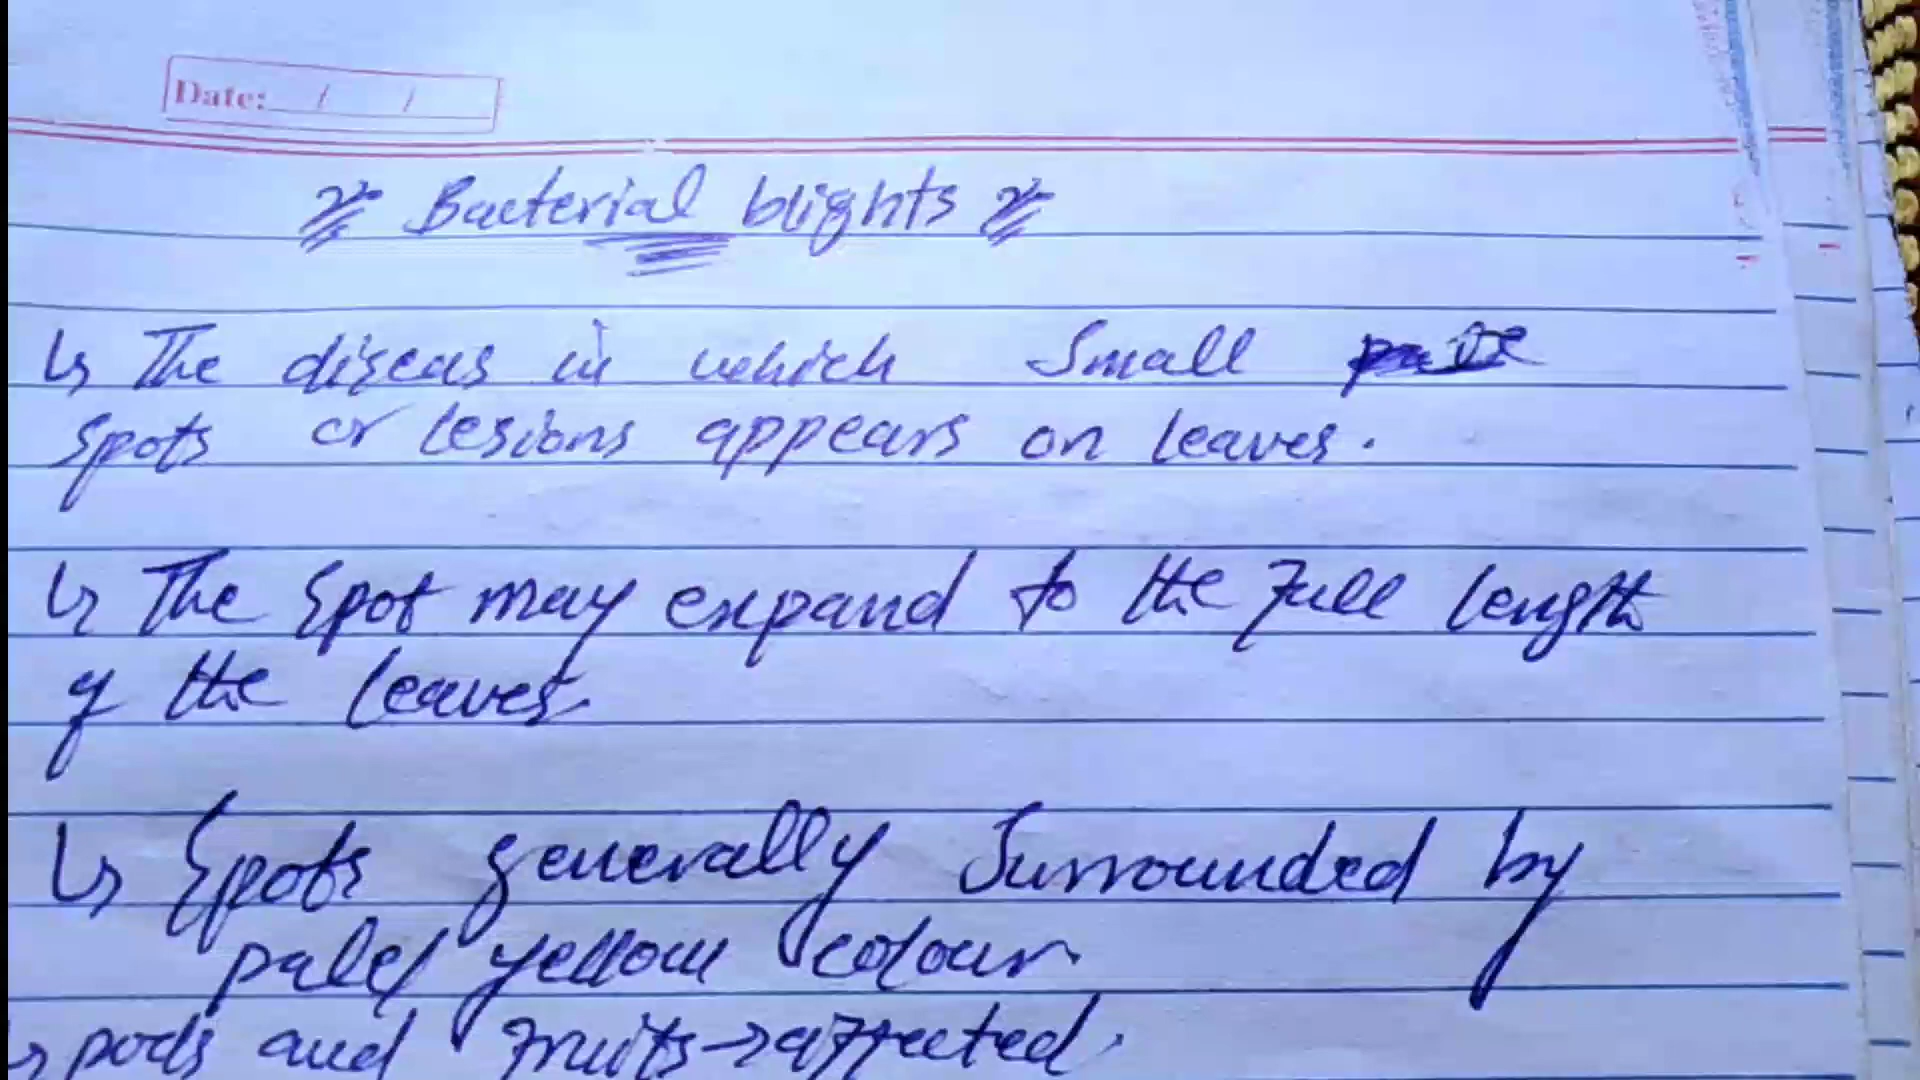 Date: / /
Bacterial blights
↳ The diseas in which Small
Spots or lesions appears on leaves.
↳ The Spot may expand to the Full length
of the leaves.
↳ Spots generally Surrounded by
pale/yellow colour
↳ pods and Fruits→affected.